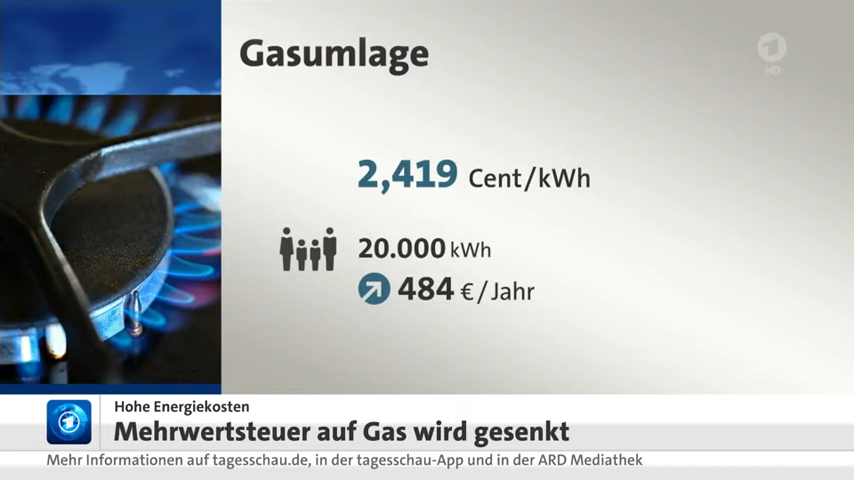 Gasumlage
1
HD
2,419 Cent/kWh
20.000 kWh
484 €/Jahr
Hohe Energiekosten
Mehrwertsteuer auf Gas wird gesenkt
Mehr Informationen auf tagesschau.de, in der tagesschau-App und in der ARD Mediathek